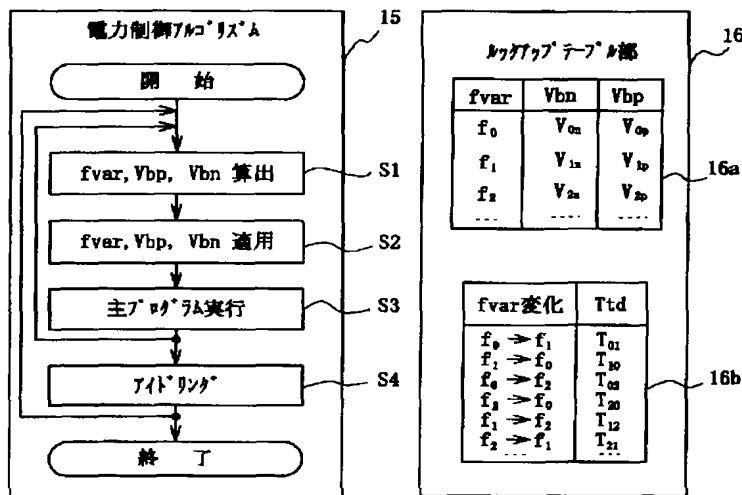 電力制御ｱﾙｺﾞﾘｽﾞﾑ
15
開 始
fvar,Vbp, Vbn 算出
S1
fvar,Vbp, Vbn 適用
S2
主ﾌﾟﾛｸﾞﾗﾑ実行
S3
ｱｲﾄﾞﾘﾝｸﾞ
S4
終 了
16
ﾙｯｸｱｯﾌﾟﾃｰﾌﾞﾙ部
fvar Vbn Vbp
f₀ V₀ₙ V₀ₚ
f₁ V₁ₙ V₁ₚ
f₂ V₂ₙ V₂ₚ
---- ---- ----
16a
fvar変化 Ttd
f₀ → f₁ T₀₁
f₁ → f₀ T₁₀
f₀ → f₂ T₀₂
f₂ → f₀ T₂₀
f₁ → f₂ T₁₂
f₂ → f₁ T₂₁
---- ----
16b